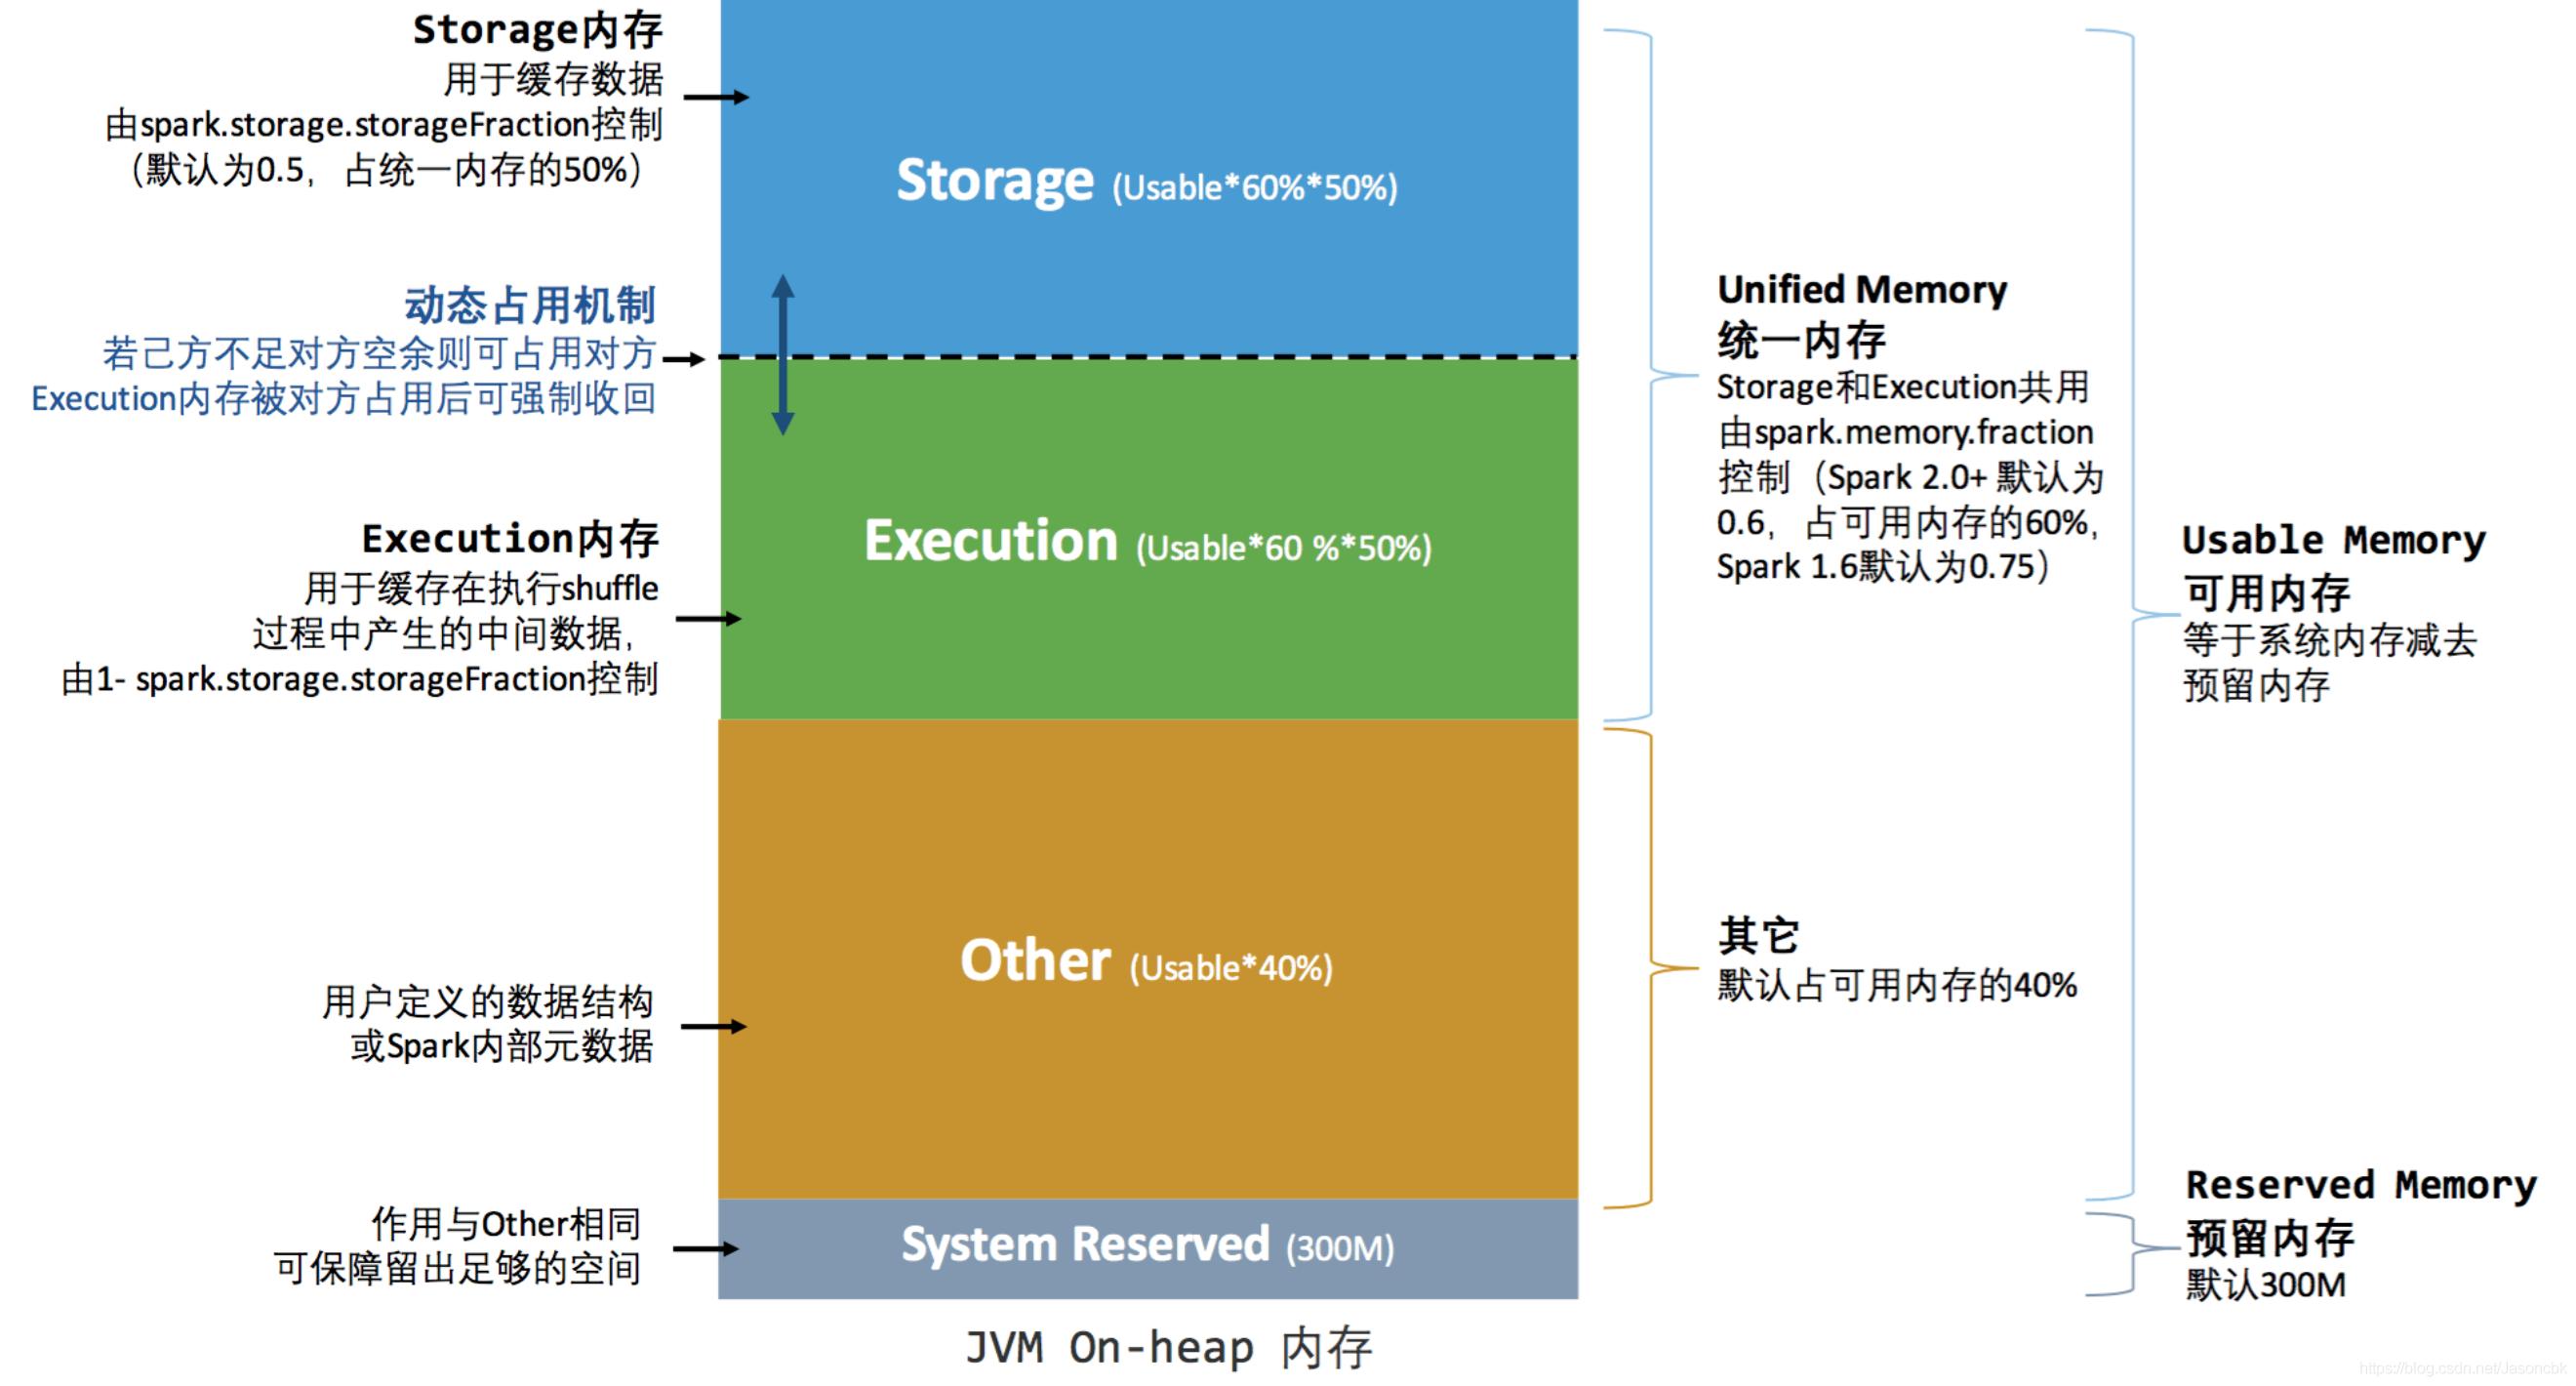 Storage内存
用于缓存数据
由spark.storage.storageFraction控制
（默认为0.5，占统一内存的50%）
动态占用机制
若己方不足对方空余则可占用对方
Execution内存被对方占用后可强制收回
Execution内存
用于缓存在执行shuffle
过程中产生的中间数据，
由1- spark.storage.storageFraction控制
用户定义的数据结构
或Spark内部元数据
作用与Other相同
可保障留出足够的空间
Storage (Usable*60%*50%)
Execution (Usable*60 %*50%)
Other (Usable*40%)
System Reserved (300M)
JVM On-heap 内存
Unified Memory
统一内存
Storage和Execution共用
由spark.memory.fraction
控制（Spark 2.0+ 默认为
0.6，占可用内存的60%，
Spark 1.6默认为0.75）
其它
默认占可用内存的40%
Usable Memory
可用内存
等于系统内存减去
预留内存
Reserved Memory
预留内存
默认300M
https://blog.csdn.net/Jasoncbk